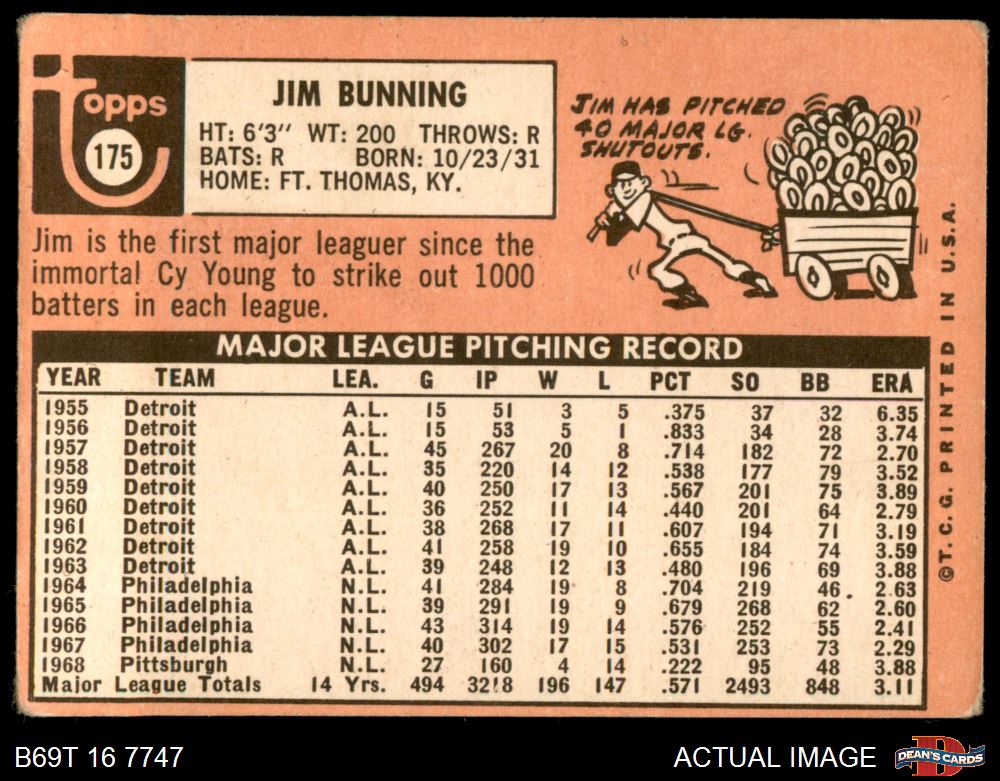 Topps
175
JIM BUNNING
HT: 6'3" WT: 200 THROWS: R
BATS: R BORN: 10/23/31
HOME: FT. THOMAS, KY.
JIM HAS PITCHED
40 MAJOR LG.
SHUTOUTS.
Jim is the first major leaguer since the
immortal Cy Young to strike out 1000
batters in each league.
MAJOR LEAGUE PITCHING RECORD
YEAR TEAM LEA. G IP W L PCT SO BB ERA
1955 Detroit A.L. 15 51 3 5 .375 37 32 6.35
1956 Detroit A.L. 15 53 5 1 .833 34 28 3.74
1957 Detroit A.L. 45 267 20 8 .714 182 72 2.70
1958 Detroit A.L. 35 220 14 12 .538 177 79 3.52
1959 Detroit A.L. 40 250 17 13 .567 201 75 3.89
1960 Detroit A.L. 36 252 11 14 .440 201 64 2.79
1961 Detroit A.L. 38 268 17 11 .607 194 71 3.19
1962 Detroit A.L. 41 258 19 10 .655 184 74 3.59
1963 Detroit A.L. 39 248 12 13 .480 196 69 3.88
1964 Philadelphia N.L. 41 284 19 8 .704 219 46 2.63
1965 Philadelphia N.L. 39 291 19 9 .679 268 62 2.60
1966 Philadelphia N.L. 43 314 19 14 .576 252 55 2.41
1967 Philadelphia N.L. 40 302 17 15 .531 253 73 2.29
1968 Pittsburgh N.L. 27 160 4 14 .222 95 48 3.88
Major League Totals 14 Yrs. 494 3218 196 147 .571 2493 848 3.11
© T. C. G. PRINTED IN U.S.A.
B69T 16 7747
ACTUAL IMAGE
D
DEAN'S CARDS